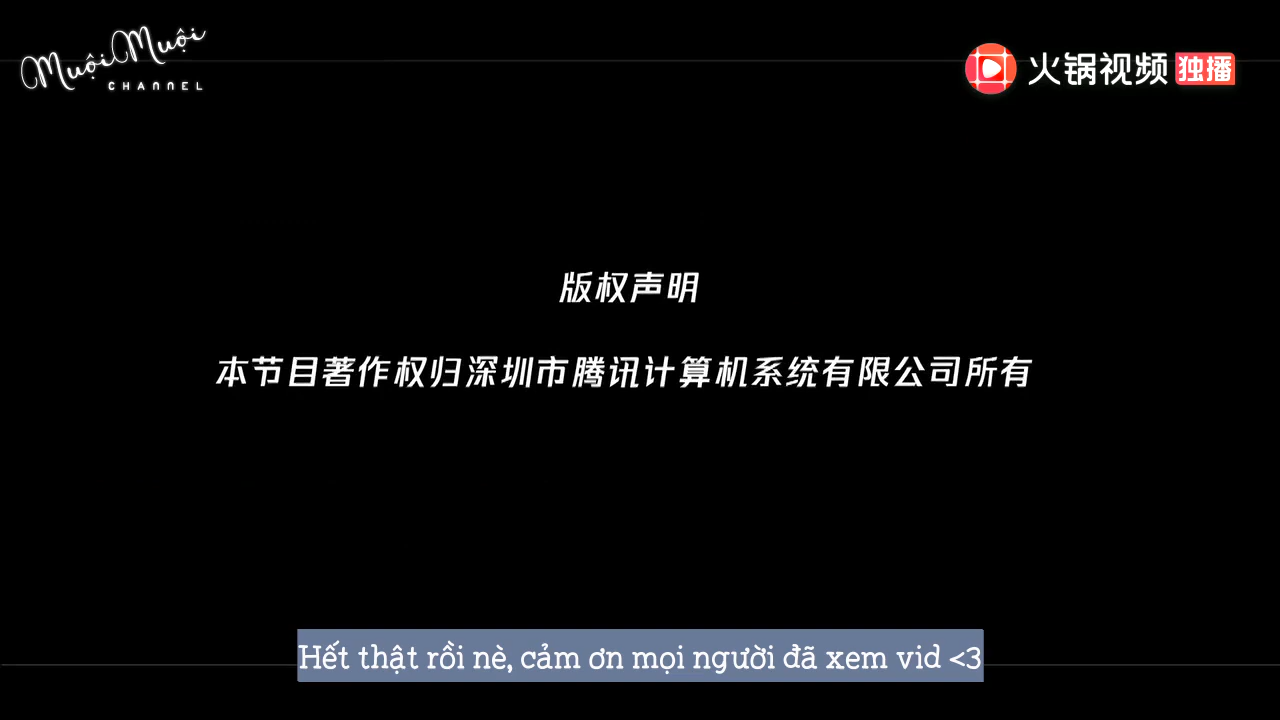 Muội Muội
CHANNEL
火锅视频 独播
版权声明
本节目著作权归深圳市腾讯计算机系统有限公司所有
Hết thật rồi nè, cảm ơn mọi người đã xem vid <3